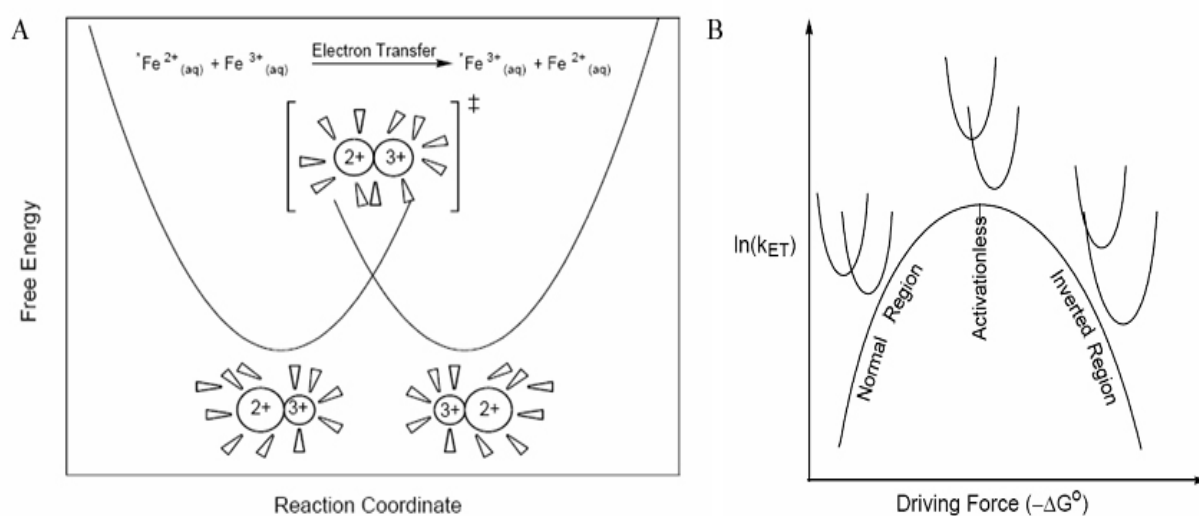 A
*Fe 2+ (aq) + Fe 3+ (aq) Electron Transfer *Fe 3+ (aq) + Fe 2+ (aq)
‡
2+ 3+
Free Energy
2+ 3+
3+ 2+
Reaction Coordinate
B
ln(kET)
Normal Region
Activationless
Inverted Region
Driving Force (−ΔG°)